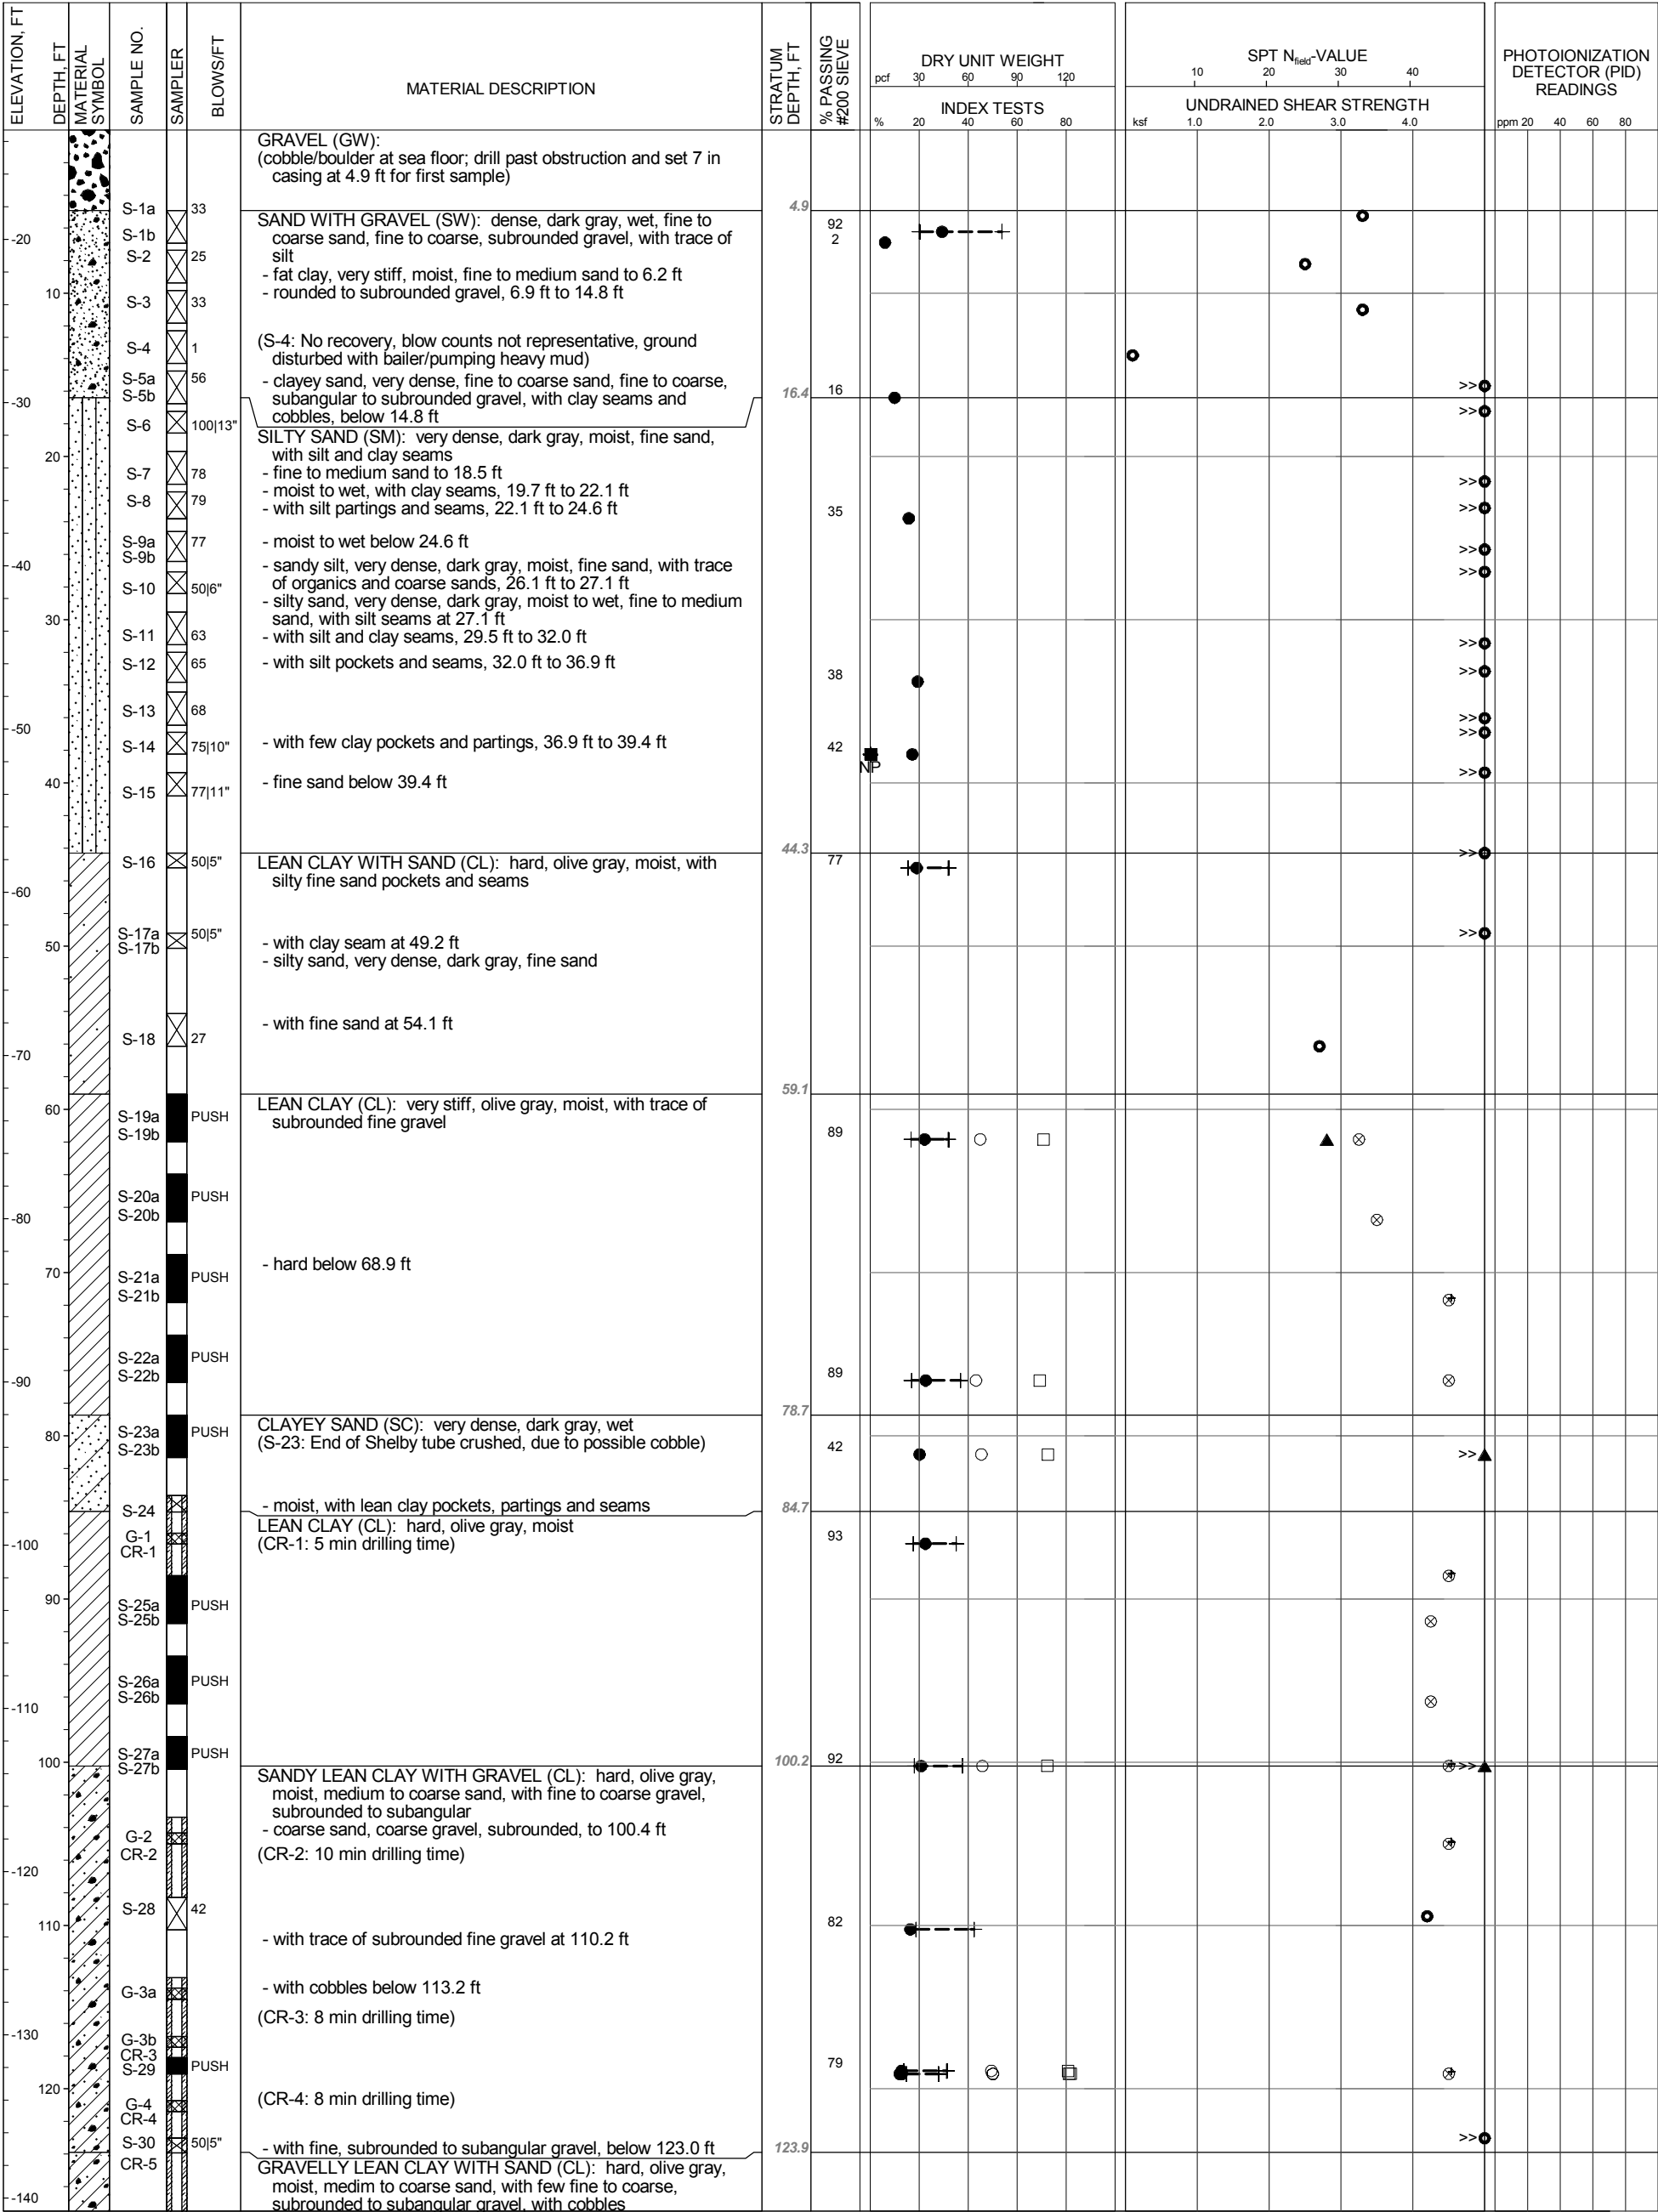 ELEVATION, FT
DEPTH, FT
MATERIAL SYMBOL
SAMPLE NO.
SAMPLER
BLOWS/FT
MATERIAL DESCRIPTION
STRATUM DEPTH, FT
% PASSING #200 SIEVE
DRY UNIT WEIGHT
pcf 30 60 90 120
INDEX TESTS
% 20 40 60 80
SPT Nfield-VALUE
10 20 30 40
UNDRAINED SHEAR STRENGTH
ksf 1.0 2.0 3.0 4.0
PHOTOIONIZATION DETECTOR (PID) READINGS
ppm 20 40 60 80
GRAVEL (GW):
(cobble/boulder at sea floor; drill past obstruction and set 7 in
casing at 4.9 ft for first sample)
S-1a 33
4.9
SAND WITH GRAVEL (SW): dense, dark gray, wet, fine to
92
S-1b
-20
coarse sand, fine to coarse, subrounded gravel, with trace of
2
silt
S-2 25
- fat clay, very stiff, moist, fine to medium sand to 6.2 ft
10
- rounded to subrounded gravel, 6.9 ft to 14.8 ft
S-3 33
(S-4: No recovery, blow counts not representative, ground
S-4 1
disturbed with bailer/pumping heavy mud)
S-5a 56
- clayey sand, very dense, fine to coarse sand, fine to coarse,
>>
S-5b
subangular to subrounded gravel, with clay seams and
16.4 16
-30
cobbles, below 14.8 ft
>>
S-6 100|13"
SILTY SAND (SM): very dense, dark gray, moist, fine sand,
with silt and clay seams
20
S-7 78
- fine to medium sand to 18.5 ft
>>
- moist to wet, with clay seams, 19.7 ft to 22.1 ft
S-8 79
- with silt partings and seams, 22.1 ft to 24.6 ft
35 >>
S-9a 77
- moist to wet below 24.6 ft
>>
S-9b
-40
- sandy silt, very dense, dark gray, moist, fine sand, with trace
>>
of organics and coarse sands, 26.1 ft to 27.1 ft
S-10 50|6"
- silty sand, very dense, dark gray, moist to wet, fine to medium
sand, with silt seams at 27.1 ft
30
S-11 63
- with silt and clay seams, 29.5 ft to 32.0 ft
>>
S-12 65
- with silt pockets and seams, 32.0 ft to 36.9 ft
38 >>
S-13 68
>>
-50
>>
S-14 75|10"
- with few clay pockets and partings, 36.9 ft to 39.4 ft
42
NP
>>
40
- fine sand below 39.4 ft
S-15 77|11"
44.3
>>
S-16 50|5"
LEAN CLAY WITH SAND (CL): hard, olive gray, moist, with
77
silty fine sand pockets and seams
-60
S-17a 50|5"
>>
50
S-17b
- with clay seam at 49.2 ft
- silty sand, very dense, dark gray, fine sand
- with fine sand at 54.1 ft
S-18 27
-70
59.1
60
LEAN CLAY (CL): very stiff, olive gray, moist, with trace of
S-19a PUSH
subrounded fine gravel
S-19b
89
S-20a PUSH
S-20b
-80
- hard below 68.9 ft
70
S-21a PUSH
S-21b
S-22a PUSH
S-22b
89
-90
78.7
CLAYEY SAND (SC): very dense, dark gray, wet
80
S-23a PUSH
(S-23: End of Shelby tube crushed, due to possible cobble)
S-23b
42 >>
- moist, with lean clay pockets, partings and seams
S-24
84.7
LEAN CLAY (CL): hard, olive gray, moist
G-1
93
-100
CR-1
(CR-1: 5 min drilling time)
90
S-25a PUSH
S-25b
S-26a PUSH
S-26b
-110
S-27a PUSH
100
S-27b
100.2 92 >>
SANDY LEAN CLAY WITH GRAVEL (CL): hard, olive gray,
moist, medium to coarse sand, with fine to coarse gravel,
subrounded to subangular
- coarse sand, coarse gravel, subrounded, to 100.4 ft
G-2
CR-2
(CR-2: 10 min drilling time)
-120
S-28 42
110
82
- with trace of subrounded fine gravel at 110.2 ft
- with cobbles below 113.2 ft
G-3a
(CR-3: 8 min drilling time)
-130
G-3b
CR-3
S-29 PUSH
79
120
(CR-4: 8 min drilling time)
G-4
CR-4
S-30 50|5"
>>
- with fine, subrounded to subangular gravel, below 123.0 ft
123.9
CR-5
GRAVELLY LEAN CLAY WITH SAND (CL): hard, olive gray,
moist, medim to coarse sand, with few fine to coarse,
-140
subrounded to subangular gravel, with cobbles